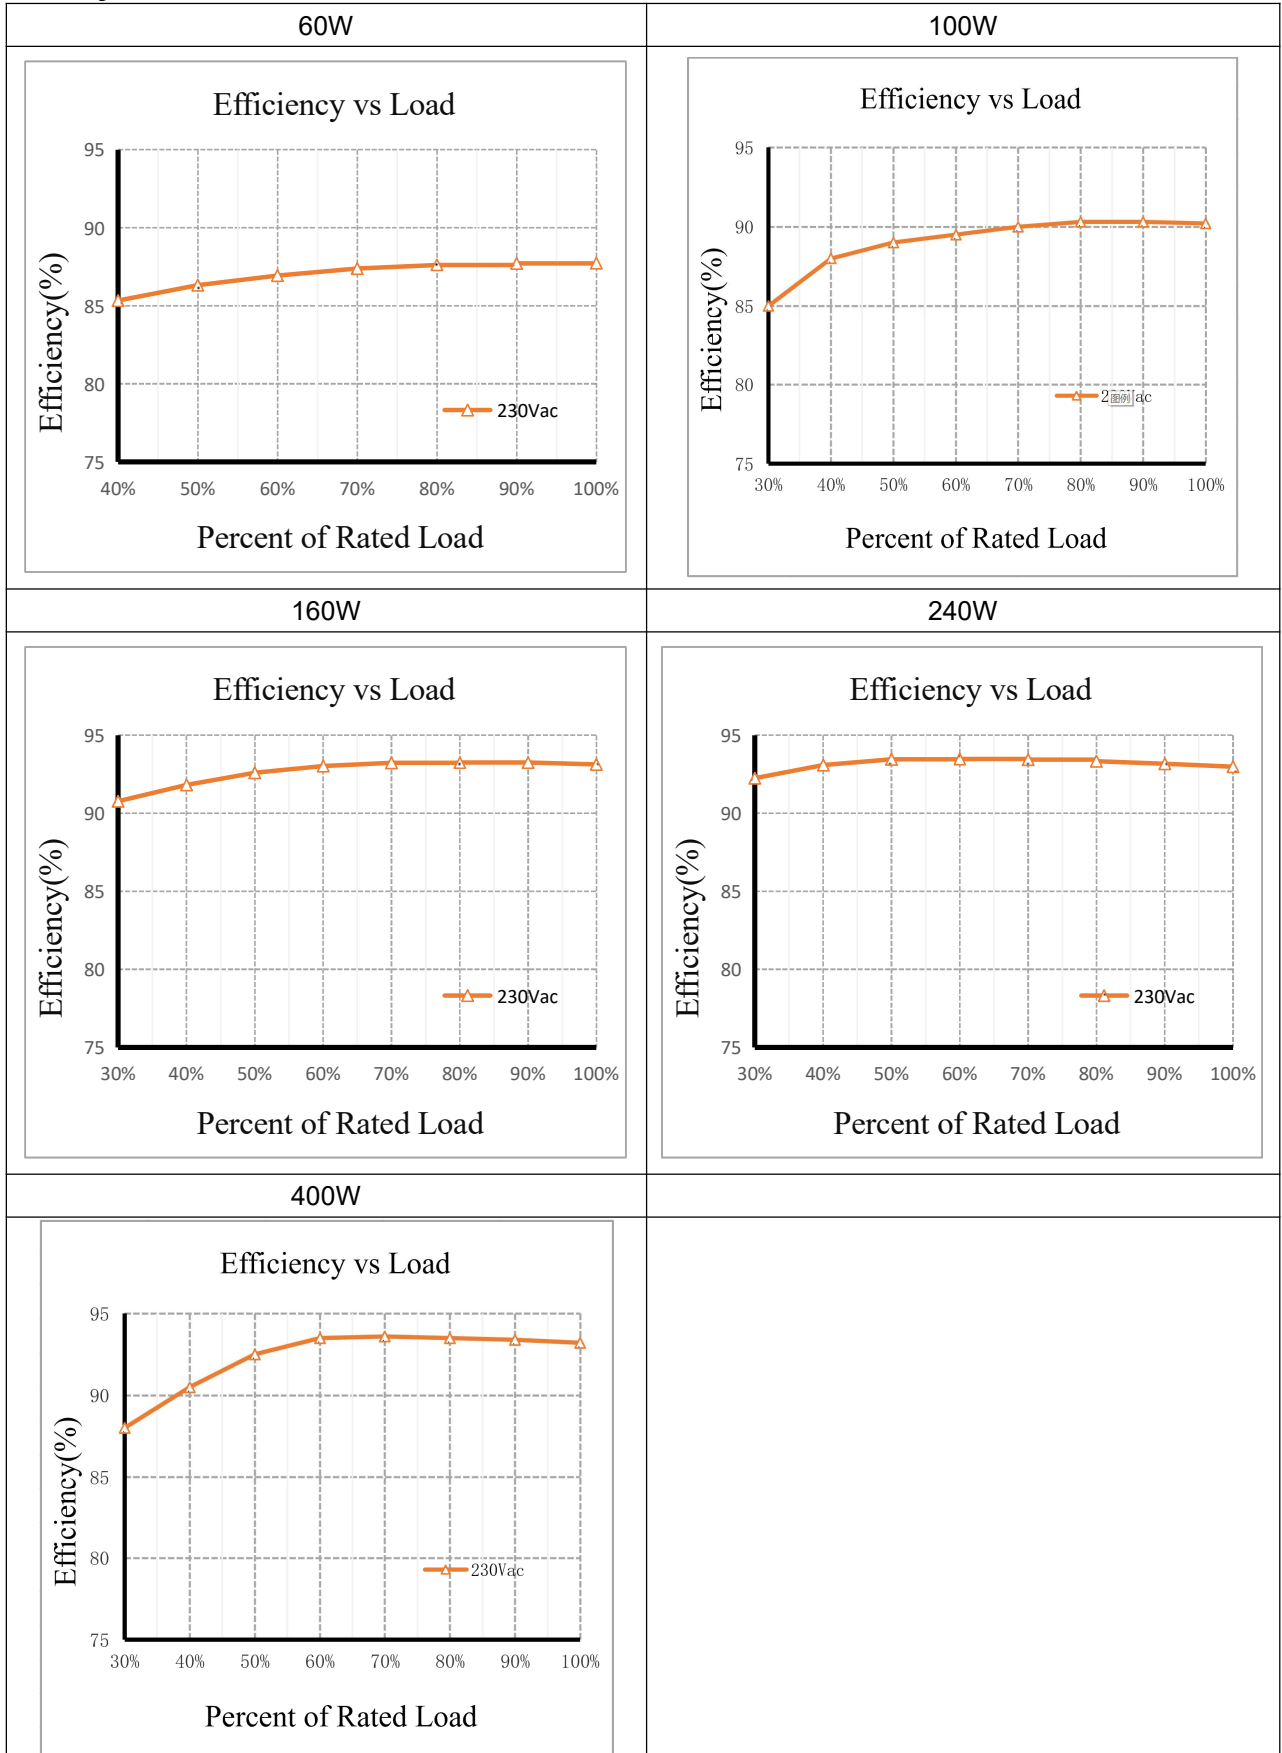 60W
100W
Efficiency vs Load
95
90
85
80
75
Efficiency(%)
230Vac
40% 50% 60% 70% 80% 90% 100%
Percent of Rated Load
Efficiency vs Load
95
90
85
80
75
Efficiency(%)
图例
30% 40% 50% 60% 70% 80% 90% 100%
Percent of Rated Load
160W
240W
Efficiency vs Load
95
90
85
80
75
Efficiency(%)
230Vac
30% 40% 50% 60% 70% 80% 90% 100%
Percent of Rated Load
Efficiency vs Load
95
90
85
80
75
Efficiency(%)
230Vac
30% 40% 50% 60% 70% 80% 90% 100%
Percent of Rated Load
400W
Efficiency vs Load
95
90
85
80
75
Efficiency(%)
230Vac
30% 40% 50% 60% 70% 80% 90% 100%
Percent of Rated Load